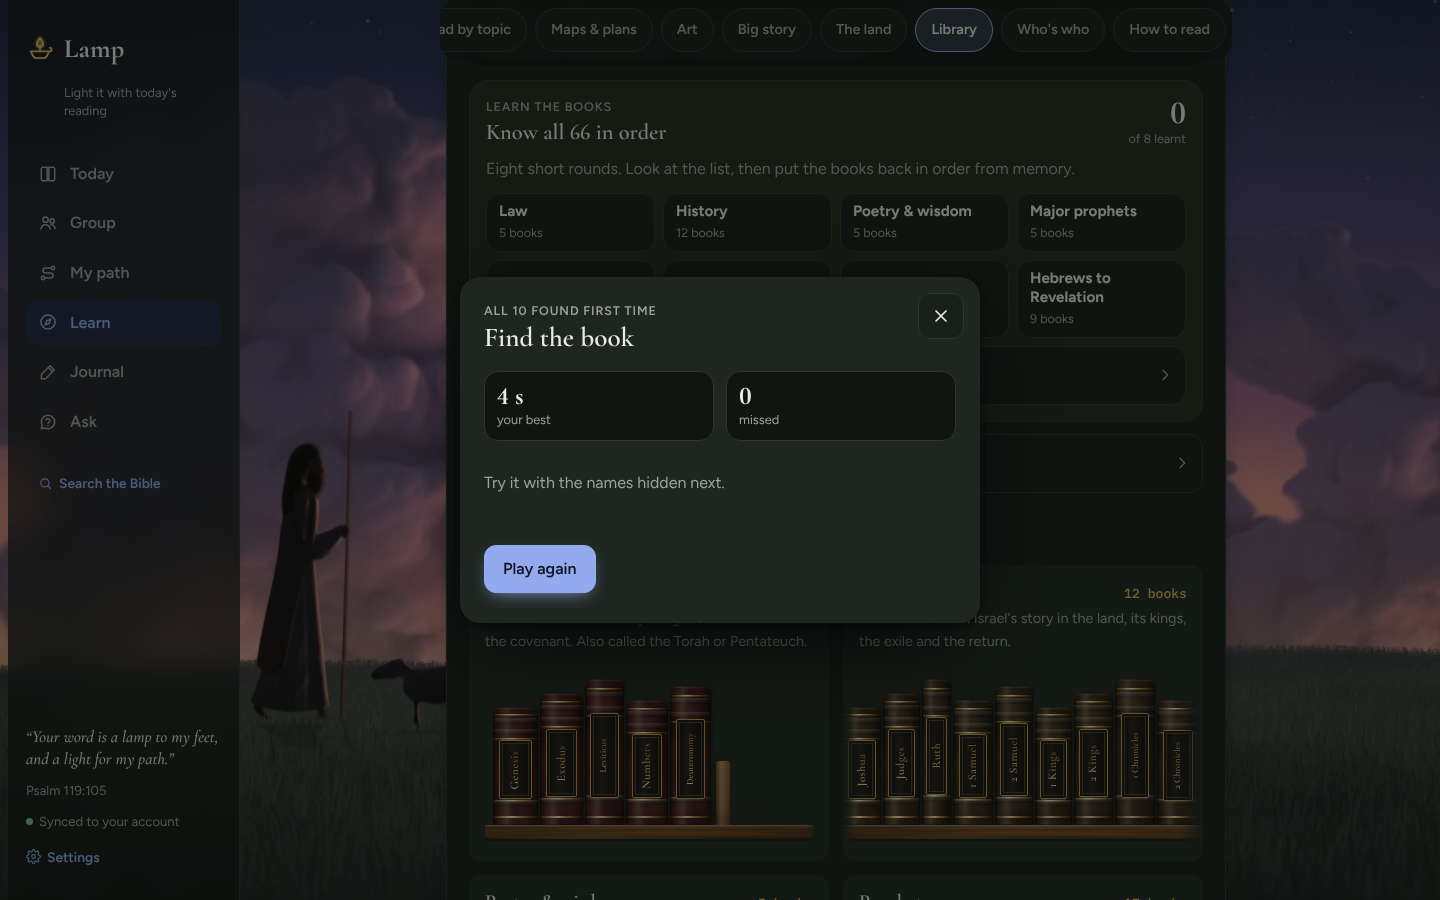 Lamp
Light it with today's
reading
Today
Group
My path
Learn
Journal
Ask
Search the Bible
“Your word is a lamp to my feet,
and a light for my path.”
Psalm 119:105
Synced to your account
Settings
ad by topic
Maps & plans
Art
Big story
The land
Library
Who's who
How to read
LEARN THE BOOKS
Know all 66 in order
0
of 8 learnt
Eight short rounds. Look at the list, then put the books back in order from memory.
Law
5 books
History
12 books
Poetry & wisdom
5 books
Major prophets
5 books
Hebrews to
Revelation
9 books
ALL 10 FOUND FIRST TIME
Find the book
4 s
your best
0
missed
Try it with the names hidden next.
Play again
the covenant. Also called the Torah or Pentateuch.
12 books
Israel's story in the land, its kings,
the exile and the return.
Genesis
Exodus
Leviticus
Numbers
Deuteronomy
Joshua
Judges
Ruth
1 Samuel
2 Samuel
1 Kings
2 Kings
1 Chronicles
2 Chronicles